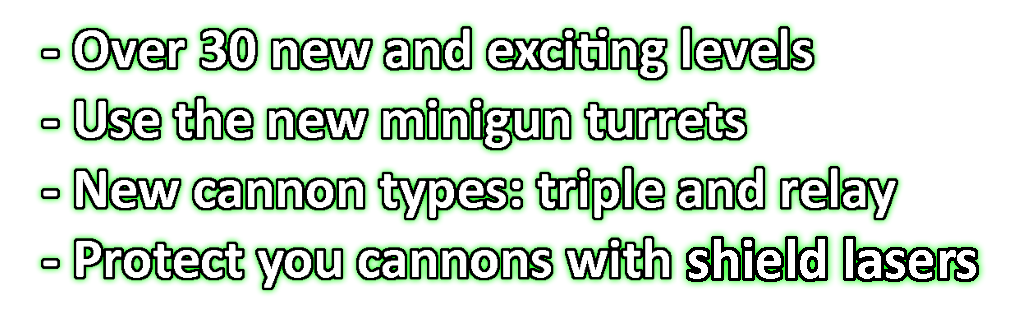 - Over 30 new and exciting levels
- Use the new minigun turrets
- New cannon types: triple and relay
- Protect you cannons with shield lasers